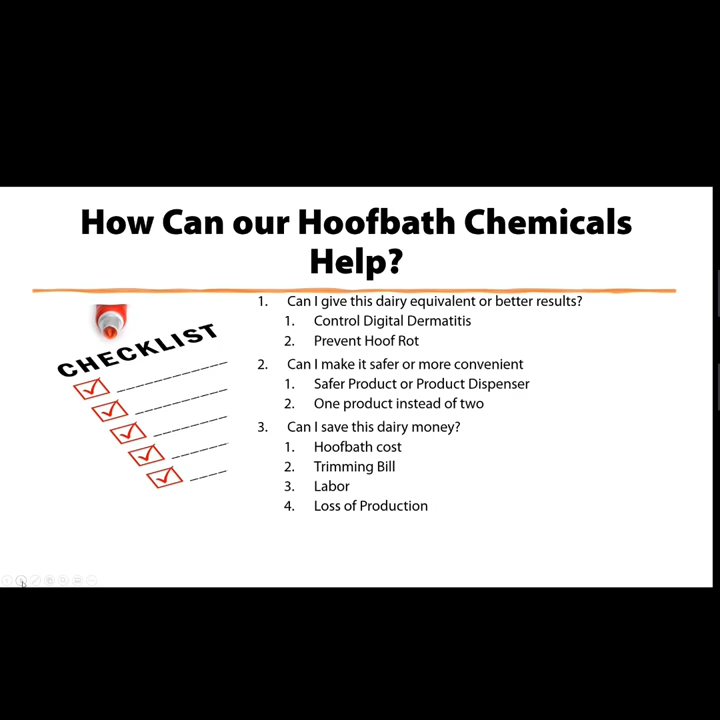 How Can our Hoofbath Chemicals
Help?
CHECKLIST
1. Can I give this dairy equivalent or better results?
1. Control Digital Dermatitis
2. Prevent Hoof Rot
2. Can I make it safer or more convenient
1. Safer Product or Product Dispenser
2. One product instead of two
3. Can I save this dairy money?
1. Hoofbath cost
2. Trimming Bill
3. Labor
4. Loss of Production